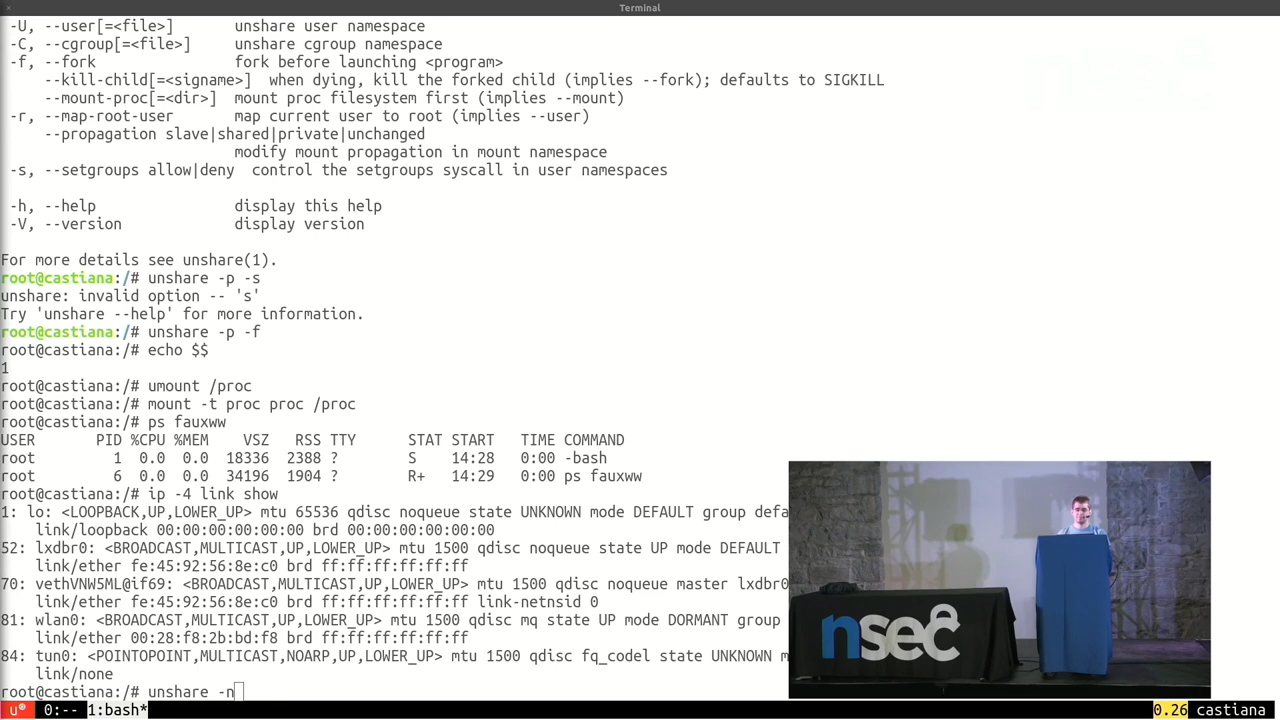 Terminal
-U, --user[=<file>]       unshare user namespace
-C, --cgroup[=<file>]     unshare cgroup namespace
-f, --fork                fork before launching <program>
    --kill-child[=<signame>]  when dying, kill the forked child (implies --fork); defaults to SIGKILL
    --mount-proc[=<dir>]  mount proc filesystem first (implies --mount)
-r, --map-root-user       map current user to root (implies --user)
    --propagation slave|shared|private|unchanged
                          modify mount propagation in mount namespace
-s, --setgroups allow|deny  control the setgroups syscall in user namespaces
-h, --help                display this help
-V, --version             display version
For more details see unshare(1).
root@castiana:/# unshare -p -s
unshare: invalid option -- 's'
Try 'unshare --help' for more information.
root@castiana:/# unshare -p -f
root@castiana:/# echo $$
1
root@castiana:/# umount /proc
root@castiana:/# mount -t proc proc /proc
root@castiana:/# ps fauxww
USER       PID %CPU %MEM    VSZ   RSS TTY      STAT START   TIME COMMAND
root         1  0.0  0.0  18336  2388 ?        S    14:28   0:00 -bash
root         6  0.0  0.0  34196  1904 ?        R+   14:29   0:00 ps fauxww
root@castiana:/# ip -4 link show
1: lo: <LOOPBACK,UP,LOWER_UP> mtu 65536 qdisc noqueue state UNKNOWN mode DEFAULT group defa
    link/loopback 00:00:00:00:00:00 brd 00:00:00:00:00:00
52: lxdbr0: <BROADCAST,MULTICAST,UP,LOWER_UP> mtu 1500 qdisc noqueue state UP mode DEFAULT
    link/ether fe:45:92:56:8e:c0 brd ff:ff:ff:ff:ff:ff
70: vethVNW5ML@if69: <BROADCAST,MULTICAST,UP,LOWER_UP> mtu 1500 qdisc noqueue master lxdbr0
    link/ether fe:45:92:56:8e:c0 brd ff:ff:ff:ff:ff:ff link-netnsid 0
81: wlan0: <BROADCAST,MULTICAST,UP,LOWER_UP> mtu 1500 qdisc mq state UP mode DORMANT group
    link/ether 00:28:f8:2b:bd:f8 brd ff:ff:ff:ff:ff:ff
84: tun0: <POINTOPOINT,MULTICAST,NOARP,UP,LOWER_UP> mtu 1500 qdisc fq_codel state UNKNOWN m
    link/none
root@castiana:/# unshare -n
nsec
u 0:-- 1:bash* 0.26 castiana